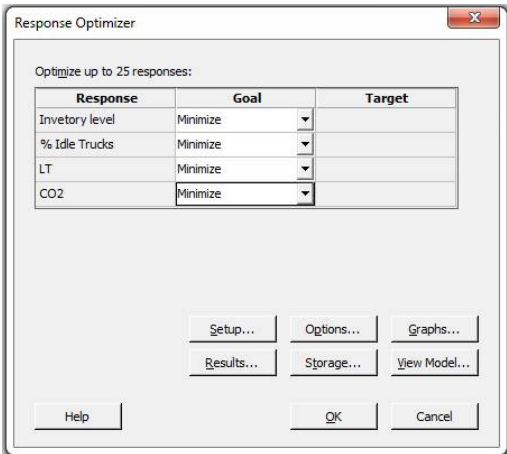 Response Optimizer
Optimize up to 25 responses:
Response Goal Target
Invetory level Minimize
% Idle Trucks Minimize
LT Minimize
CO2 Minimize
Setup... Options... Graphs...
Results... Storage... View Model...
Help OK Cancel